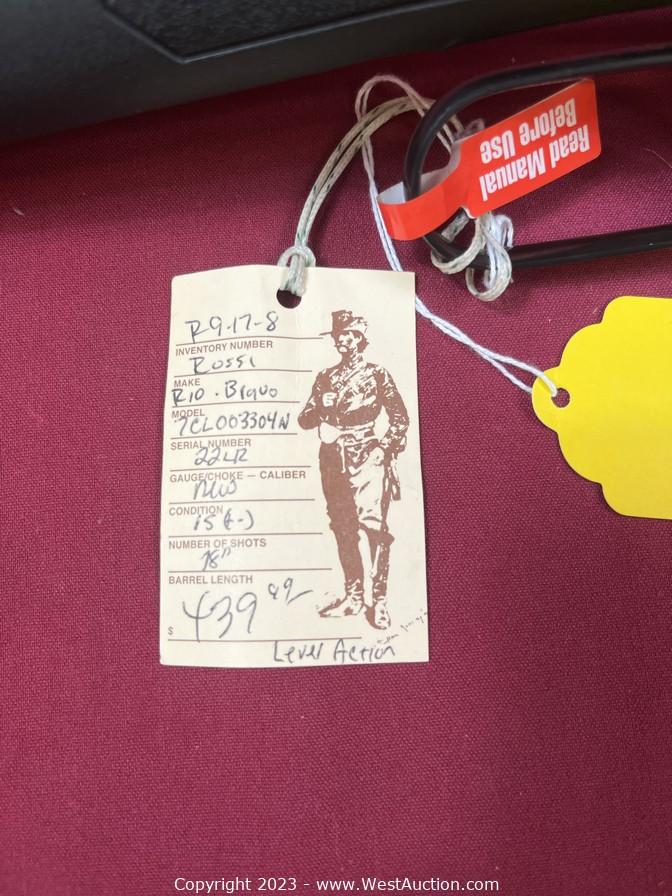 Read Manual
Before Use
R9-17-8
INVENTORY NUMBER
Rossi
MAKE
Rio - Bravo
MODEL
7CL003304N
SERIAL NUMBER
22LR
GAUGE/CHOKE — CALIBER
New
CONDITION
15 (-)
NUMBER OF SHOTS
18"
BARREL LENGTH
$ 439 99
Lever Action
Copyright 2023 - www.WestAuction.com